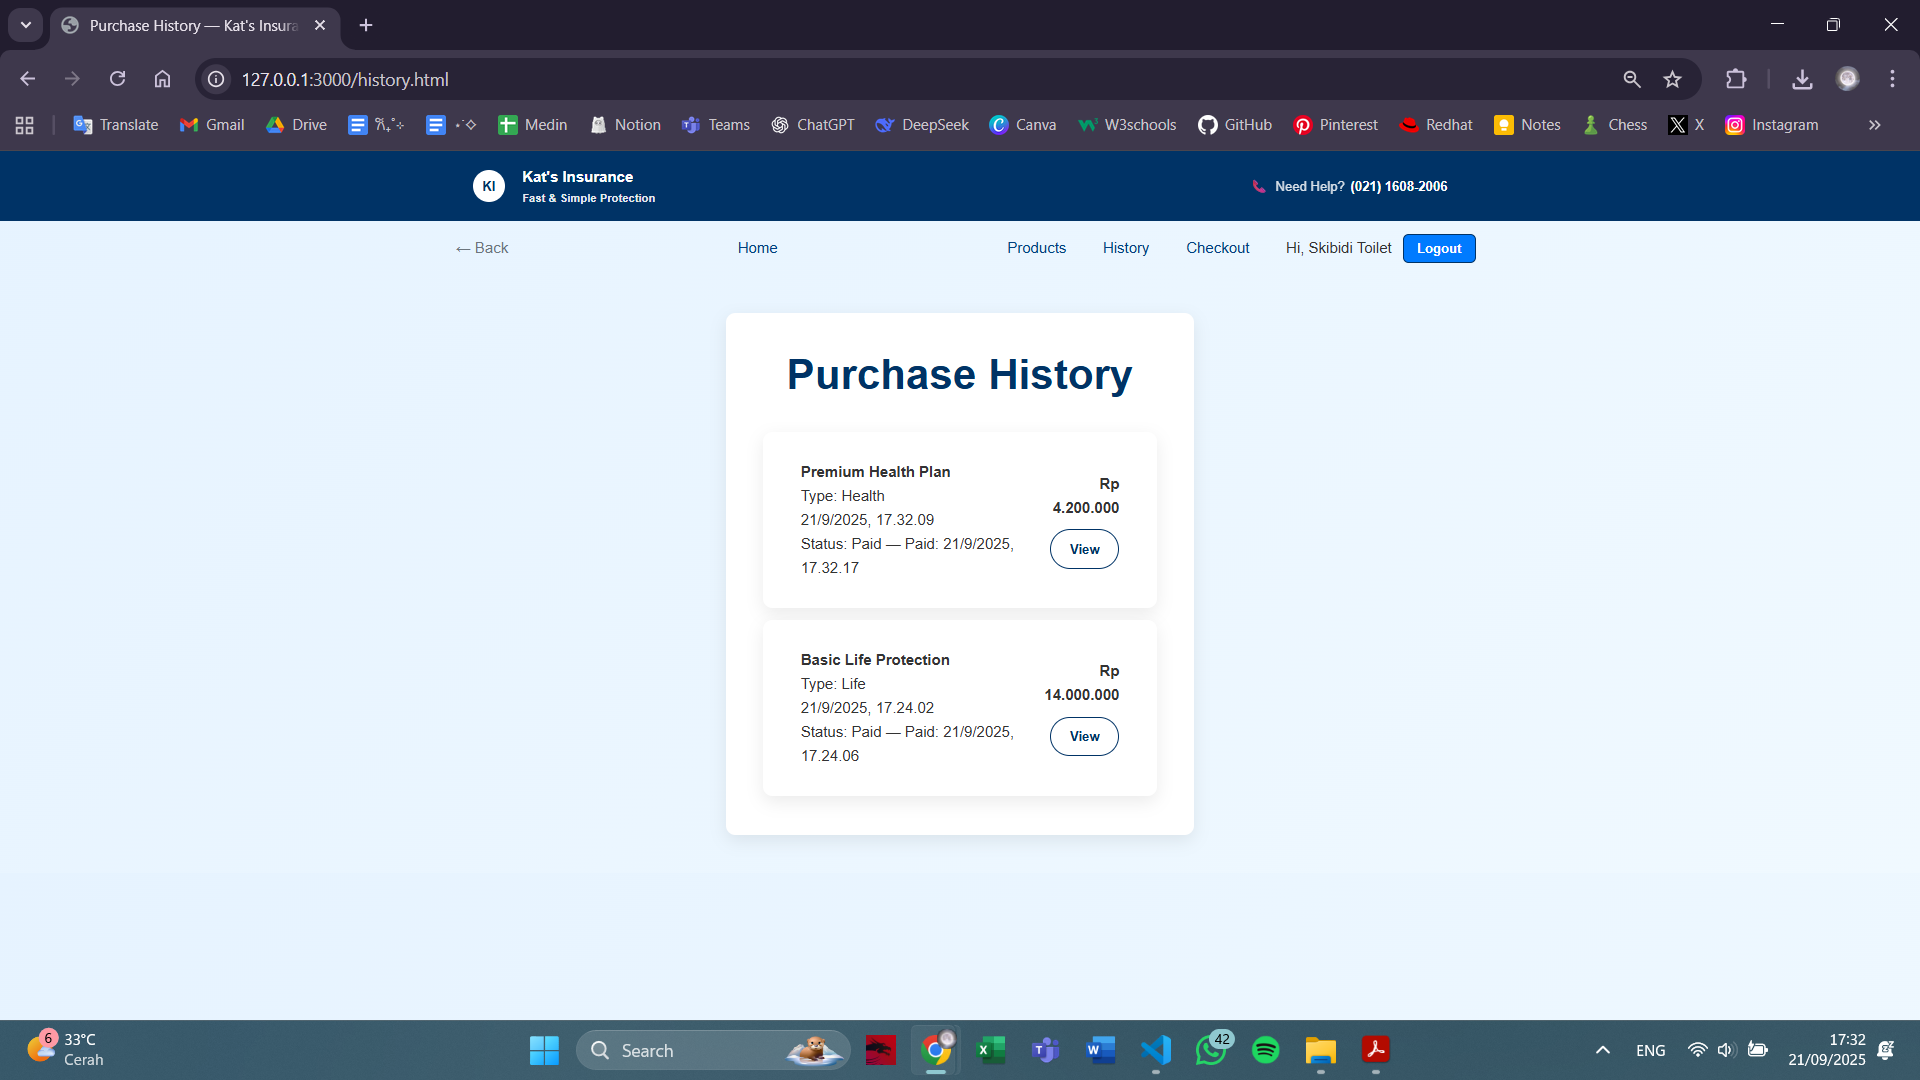 Purchase History — Kat's Insura
127.0.0.1:3000/history.html
Translate
Gmail
Drive
Medin
Notion
Teams
ChatGPT
DeepSeek
Canva
W3schools
GitHub
Pinterest
Redhat
Notes
Chess
X
Instagram
KI
Kat's Insurance
Fast & Simple Protection
Need Help? (021) 1608-2006
← Back
Home
Products
History
Checkout
Hi, Skibidi Toilet
Logout
Purchase History
Premium Health Plan
Type: Health
21/9/2025, 17.32.09
Status: Paid — Paid: 21/9/2025,
17.32.17
Rp
4.200.000
View
Basic Life Protection
Type: Life
21/9/2025, 17.24.02
Status: Paid — Paid: 21/9/2025,
17.24.06
Rp
14.000.000
View
6
33°C
Cerah
Search
42
ENG
17:32
21/09/2025